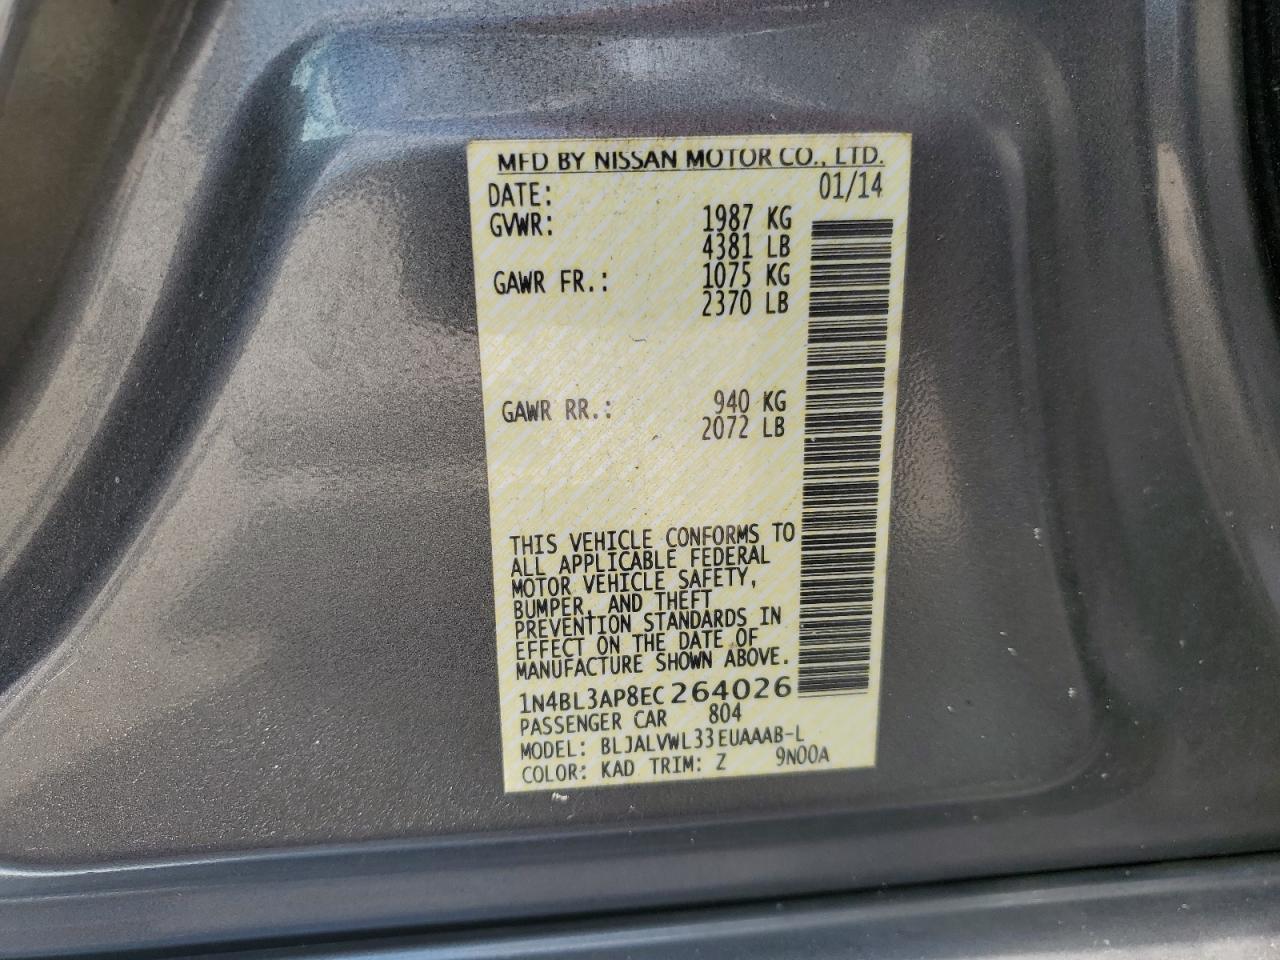 MFD BY NISSAN MOTOR CO., LTD.
DATE: 01/14
GVWR: 1987 KG
4381 LB
GAWR FR.: 1075 KG
2370 LB
GAWR RR.: 940 KG
2072 LB
THIS VEHICLE CONFORMS TO
ALL APPLICABLE FEDERAL
MOTOR VEHICLE SAFETY,
BUMPER, AND THEFT
PREVENTION STANDARDS IN
EFFECT ON THE DATE OF
MANUFACTURE SHOWN ABOVE.
1N4BL3AP8EC264026
PASSENGER CAR 804
MODEL: BLJALVWL33EUAAAB-L
COLOR: KAD TRIM: Z 9N00A